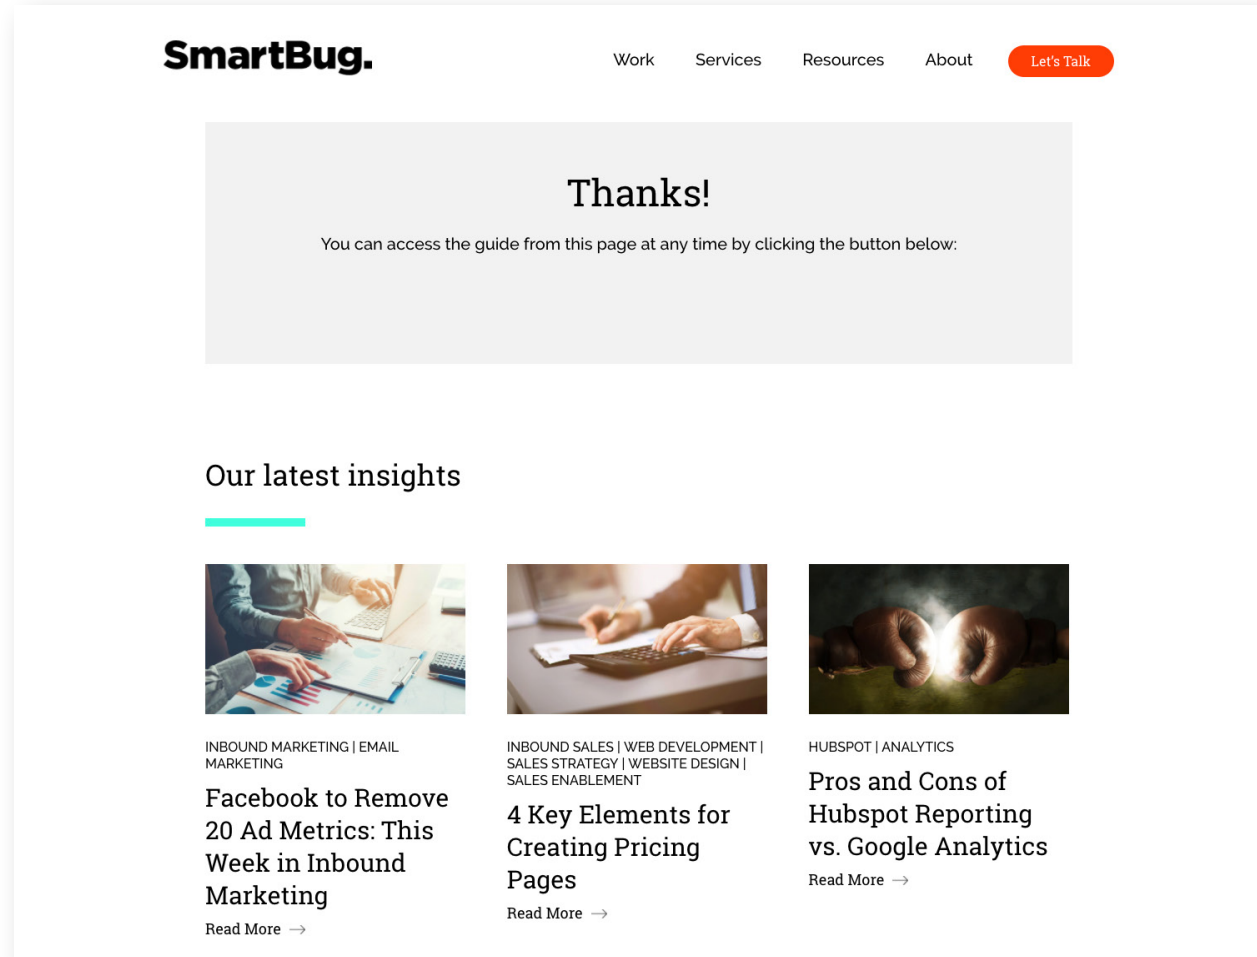 SmartBug.
Work
Services
Resources
About
Let's Talk
Thanks!
You can access the guide from this page at any time by clicking the button below:
Our latest insights
INBOUND MARKETING | EMAIL
MARKETING
Facebook to Remove
20 Ad Metrics: This
Week in Inbound
Marketing
Read More
INBOUND SALES | WEB DEVELOPMENT |
SALES STRATEGY | WEBSITE DESIGN |
SALES ENABLEMENT
4 Key Elements for
Creating Pricing
Pages
Read More
HUBSPOT | ANALYTICS
Pros and Cons of
Hubspot Reporting
vs. Google Analytics
Read More